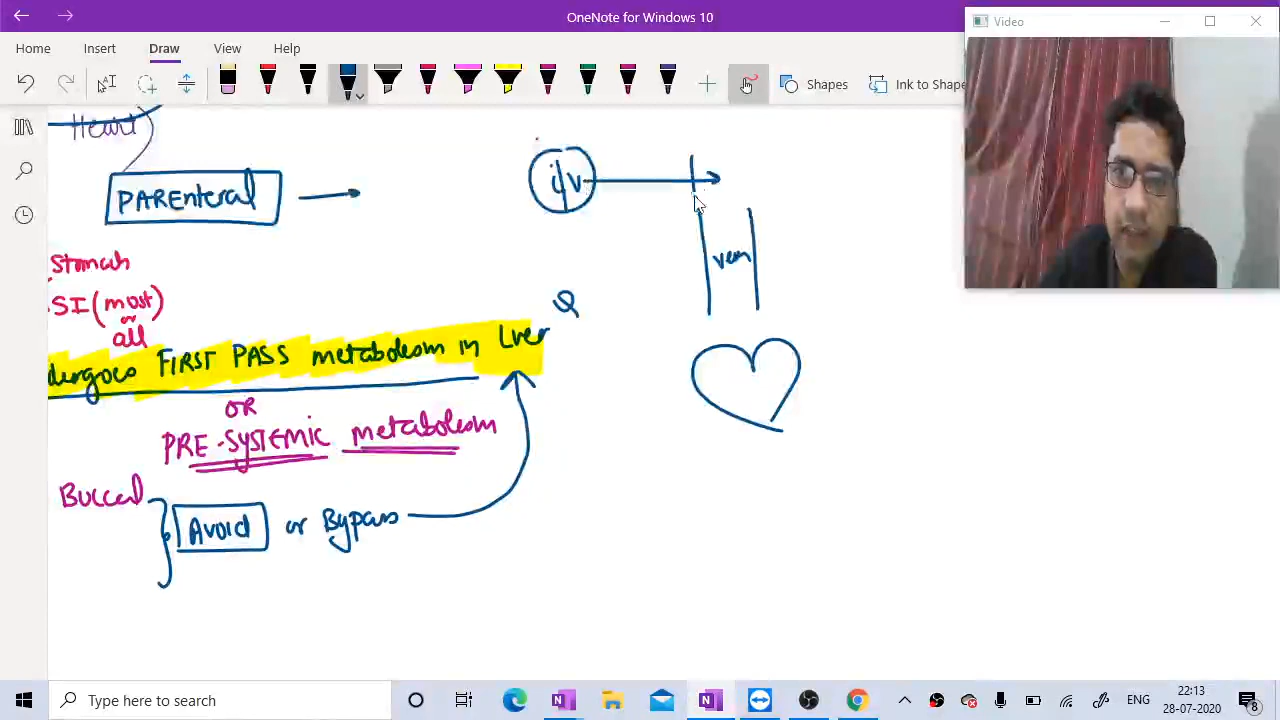 OneNote for Windows 10
Video
Home Insert Draw View Help
Shapes
Ink to Shape
Heart
PARenteral
iv
vein
Stomach
SI (most
or
all
FIRST PASS metabolism in Liver
OR
PRE-SYSTEMIC metabolism
Buccal
Avoid or Bypass
Type here to search
ENG
22:13
28-07-2020
8